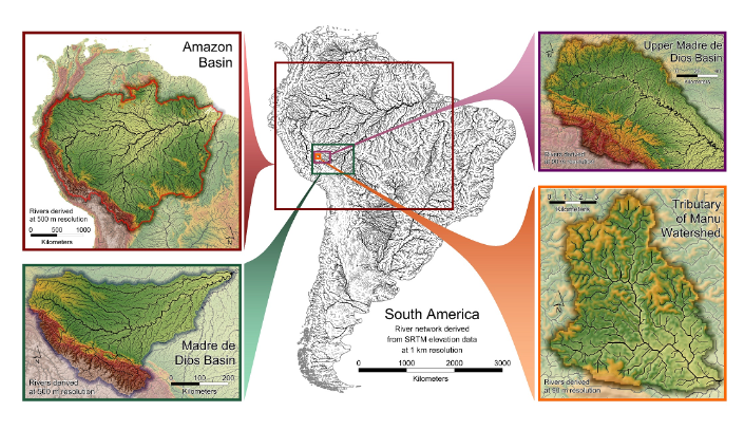 Amazon
Basin
Rivers derived
at 500 m resolution
0 500 1000
Kilometers
Madre de
Dios Basin
Rivers derived
at 500 m resolution
0 100 200
Kilometers
South America
River network derived
from SRTM elevation data
at 1 km resolution
0 1000 2000 3000
Kilometers
Upper Madre de
Dios Basin
Kilometers
Rivers derived
Tributary
of Manu
Watershed
Kilometers
Rivers derived
at 90 m resolution